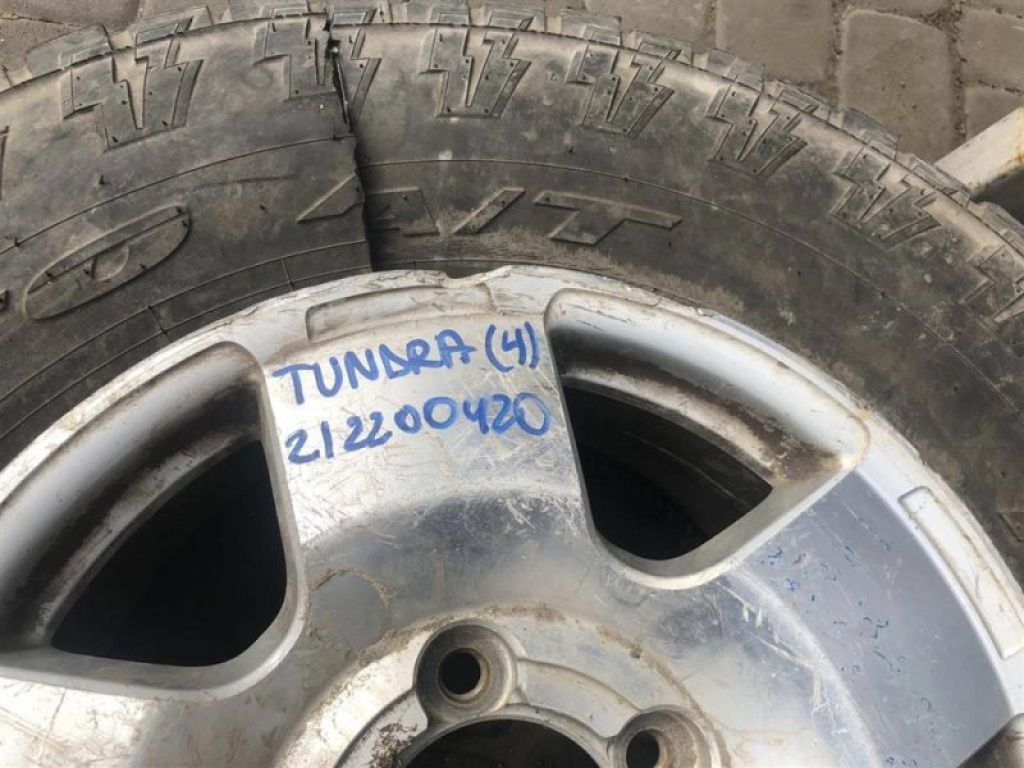 O A/T
TUNDRA (4)
212200420